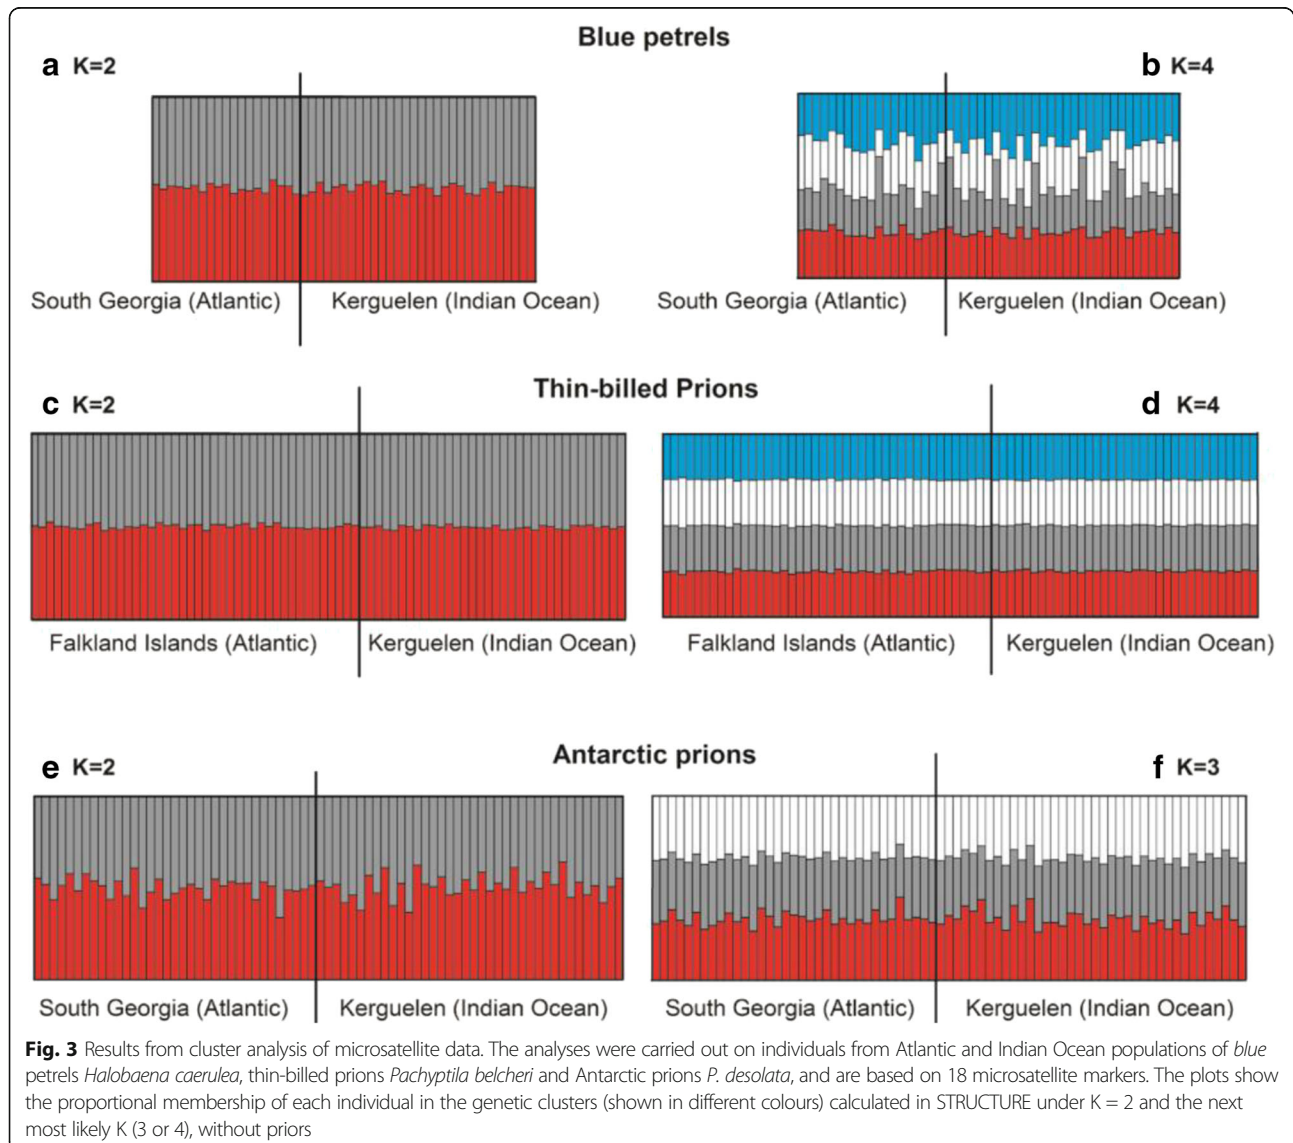 Blue petrels
a K=2
b K=4
South Georgia (Atlantic)
Kerguelen (Indian Ocean)
South Georgia (Atlantic)
Kerguelen (Indian Ocean)
Thin-billed Prions
c K=2
d K=4
Falkland Islands (Atlantic)
Kerguelen (Indian Ocean)
Falkland Islands (Atlantic)
Kerguelen (Indian Ocean)
Antarctic prions
e K=2
f K=3
South Georgia (Atlantic)
Kerguelen (Indian Ocean)
South Georgia (Atlantic)
Kerguelen (Indian Ocean)
Fig. 3 Results from cluster analysis of microsatellite data. The analyses were carried out on individuals from Atlantic and Indian Ocean populations of blue
petrels Halobaena caerulea, thin-billed prions Pachyptila belcheri and Antarctic prions P. desolata, and are based on 18 microsatellite markers. The plots show
the proportional membership of each individual in the genetic clusters (shown in different colours) calculated in STRUCTURE under K = 2 and the next
most likely K (3 or 4), without priors